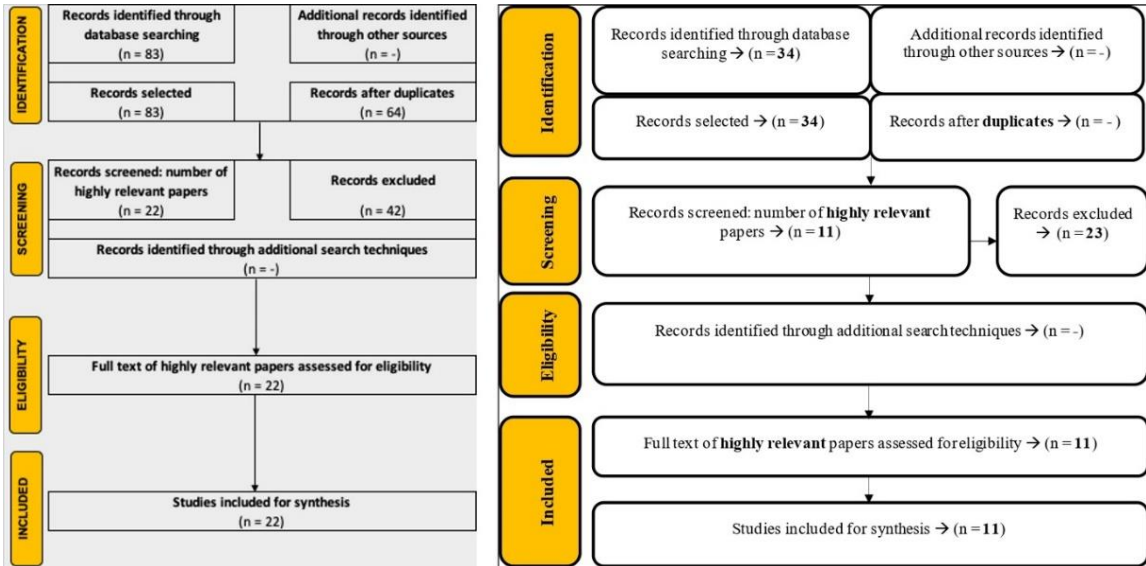 IDENTIFICATION
Records identified through
database searching
(n = 83)
Additional records identified
through other sources
(n = -)
Records selected
(n = 83)
Records after duplicates
(n = 64)
SCREENING
Records screened: number of
highly relevant papers
(n = 22)
Records excluded
(n = 42)
Records identified through additional search techniques
(n = -)
ELIGIBILITY
Full text of highly relevant papers assessed for eligibility
(n = 22)
INCLUDED
Studies included for synthesis
(n = 22)
Identification
Records identified through database
searching → (n = 34)
Additional records identified
through other sources → (n = -)
Records selected → (n = 34)
Records after duplicates → (n = -)
Screening
Records screened: number of highly relevant
papers → (n = 11)
Records excluded
→ (n = 23)
Eligibility
Records identified through additional search techniques → (n = -)
Included
Full text of highly relevant papers assessed for eligibility → (n = 11)
Studies included for synthesis → (n = 11)